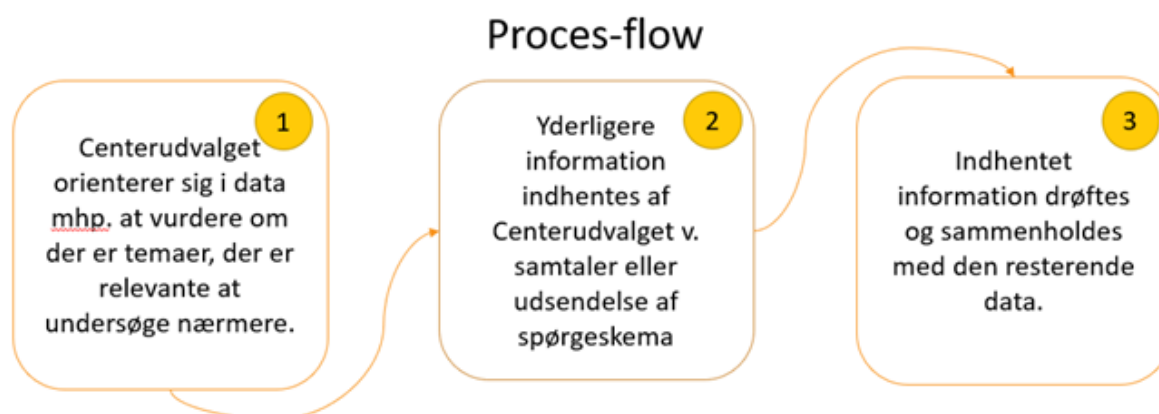 Proces-flow
1
Centerudvalget
orienterer sig i data
mhp. at vurdere om
der er temaer, der er
relevante at
undersøge nærmere.
2
Yderligere
information
indhentes af
Centerudvalget v.
samtaler eller
udsendelse af
spørgeskema
3
Indhentet
information drøftes
og sammenholdes
med den resterende
data.